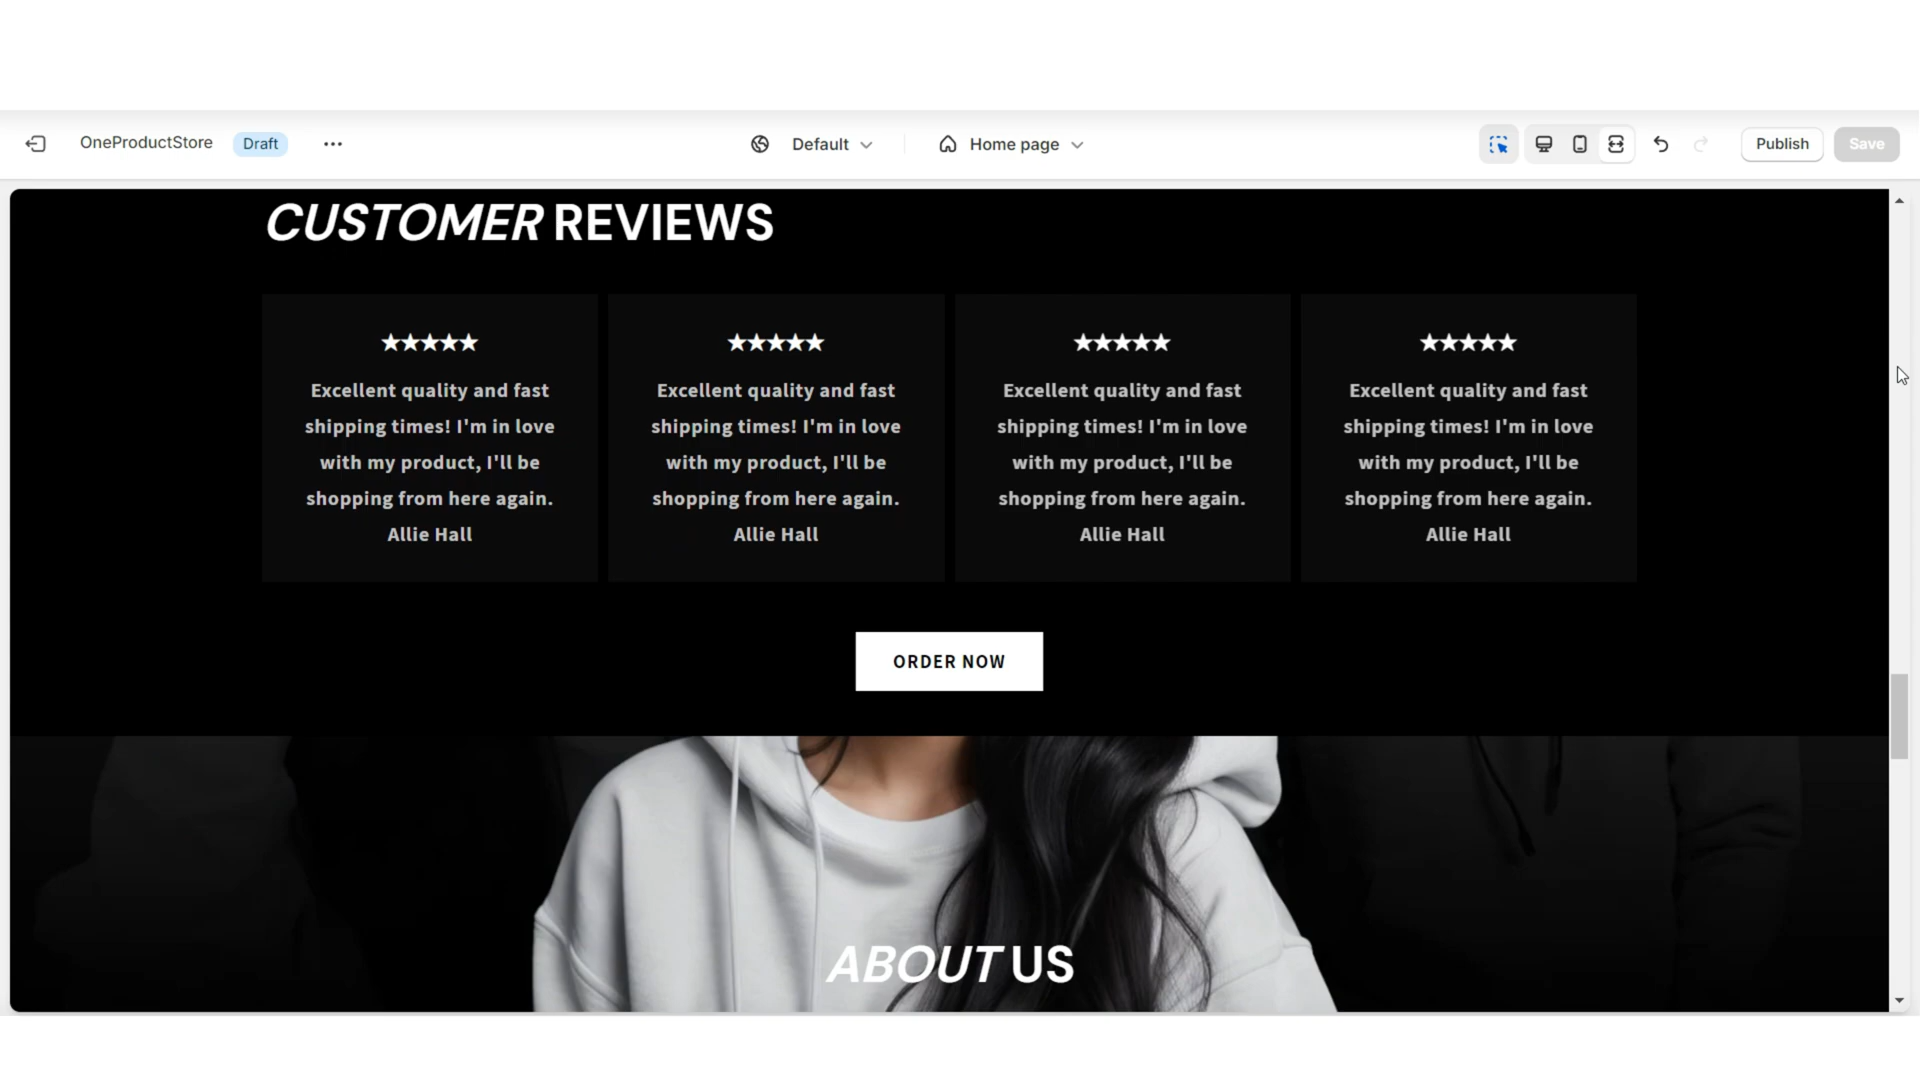 OneProductStore Draft ••• Default Home page Publish Save
CUSTOMER REVIEWS
★★★★★
Excellent quality and fast
shipping times! I'm in love
with my product, I'll be
shopping from here again.
Allie Hall
★★★★★
Excellent quality and fast
shipping times! I'm in love
with my product, I'll be
shopping from here again.
Allie Hall
★★★★★
Excellent quality and fast
shipping times! I'm in love
with my product, I'll be
shopping from here again.
Allie Hall
★★★★★
Excellent quality and fast
shipping times! I'm in love
with my product, I'll be
shopping from here again.
Allie Hall
ORDER NOW
ABOUT US